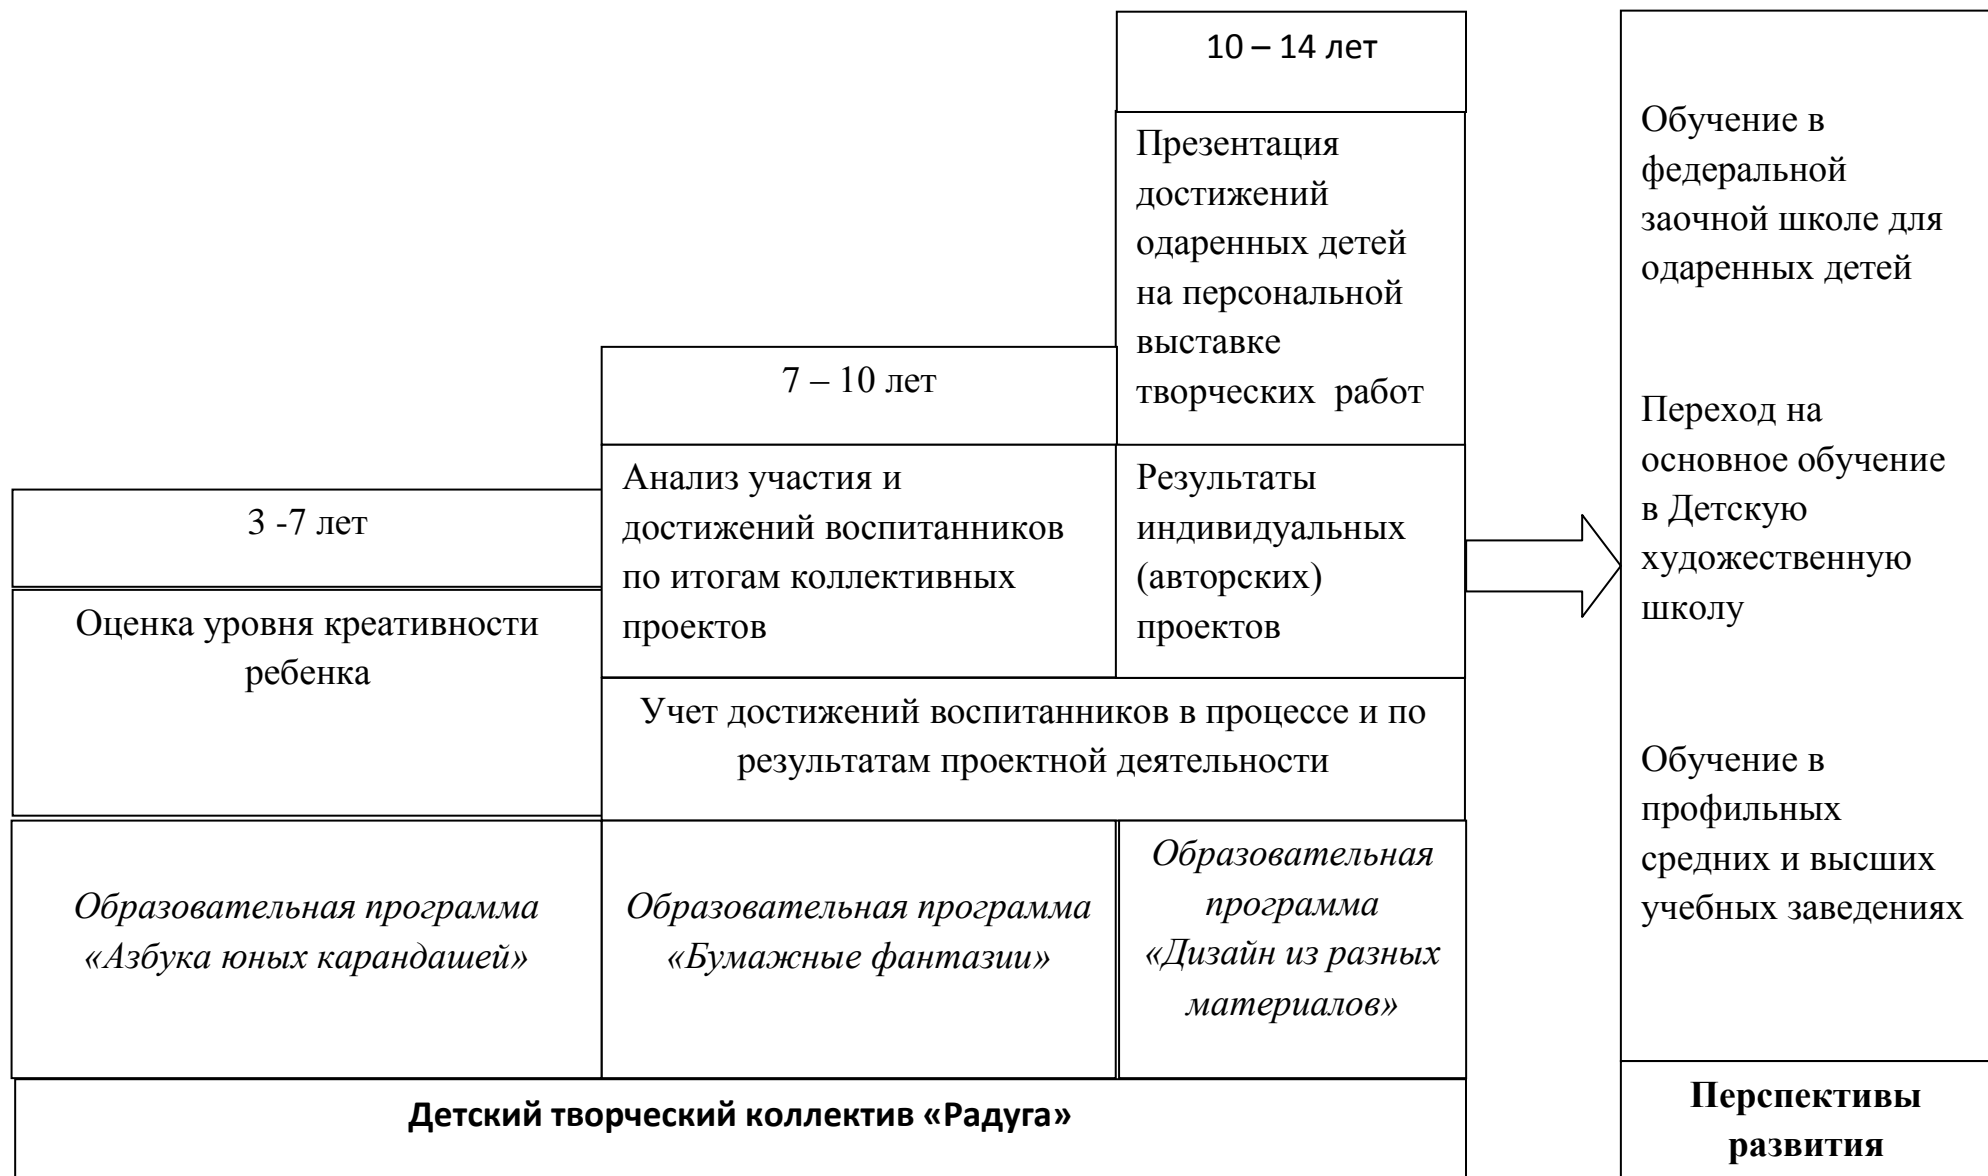 10 – 14 лет
Презентация
достижений
одаренных детей
на персональной
выставке
творческих  работ
7 – 10 лет
Анализ участия и
достижений воспитанников
по итогам коллективных
проектов
Результаты
индивидуальных
(авторских)
проектов
3 -7 лет
Оценка уровня креативности
ребенка
Учет достижений воспитанников в процессе и по
результатам проектной деятельности
Образовательная программа
«Азбука юных карандашей»
Образовательная программа
«Бумажные фантазии»
Образовательная
программа
«Дизайн из разных
материалов»
Детский творческий коллектив «Радуга»
Обучение в
федеральной
заочной школе для
одаренных детей
Переход на
основное обучение
в Детскую
художественную
школу
Обучение в
профильных
средних и высших
учебных заведениях
Перспективы
развития